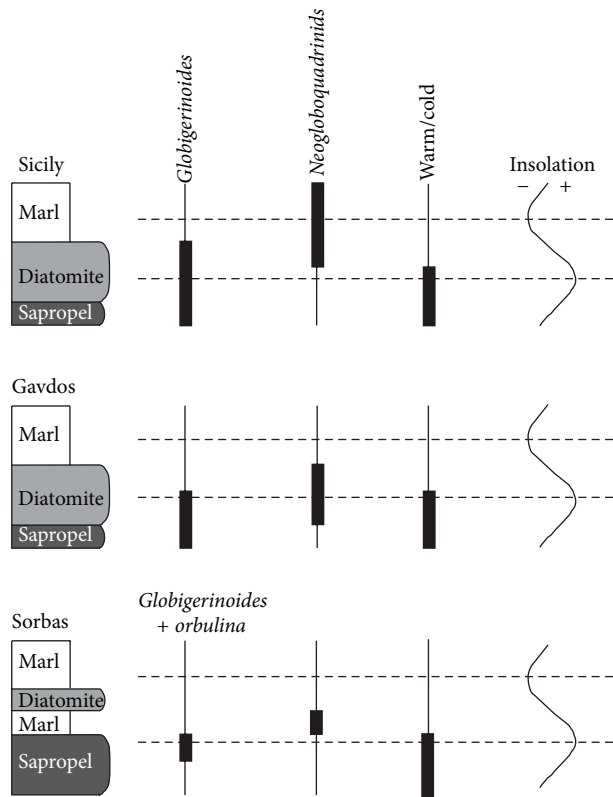 Globigerinoides
Neogloboquadrinids
Warm/cold
Sicily
Insolation
− +
Marl
Diatomite
Sapropel
Gavdos
Marl
Diatomite
Sapropel
Sorbas
Globigerinoides
+ orbulina
Marl
Diatomite
Marl
Sapropel